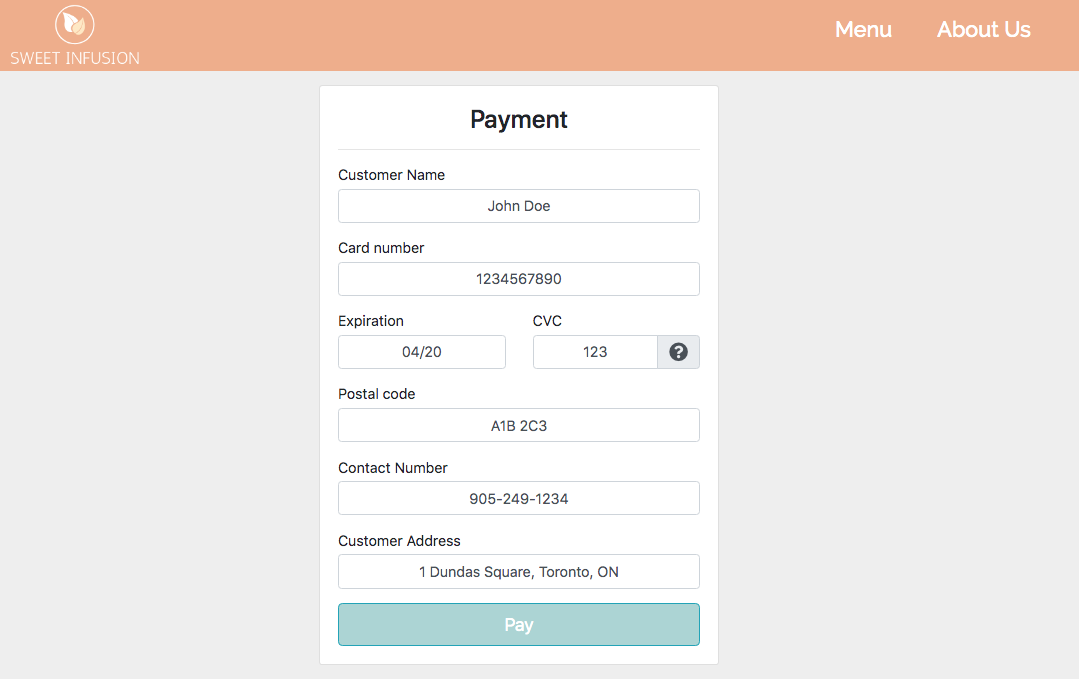 SWEET INFUSION
Menu About Us
Payment
Customer Name
John Doe
Card number
1234567890
Expiration CVC
04/20 123 ?
Postal code
A1B 2C3
Contact Number
905-249-1234
Customer Address
1 Dundas Square, Toronto, ON
Pay